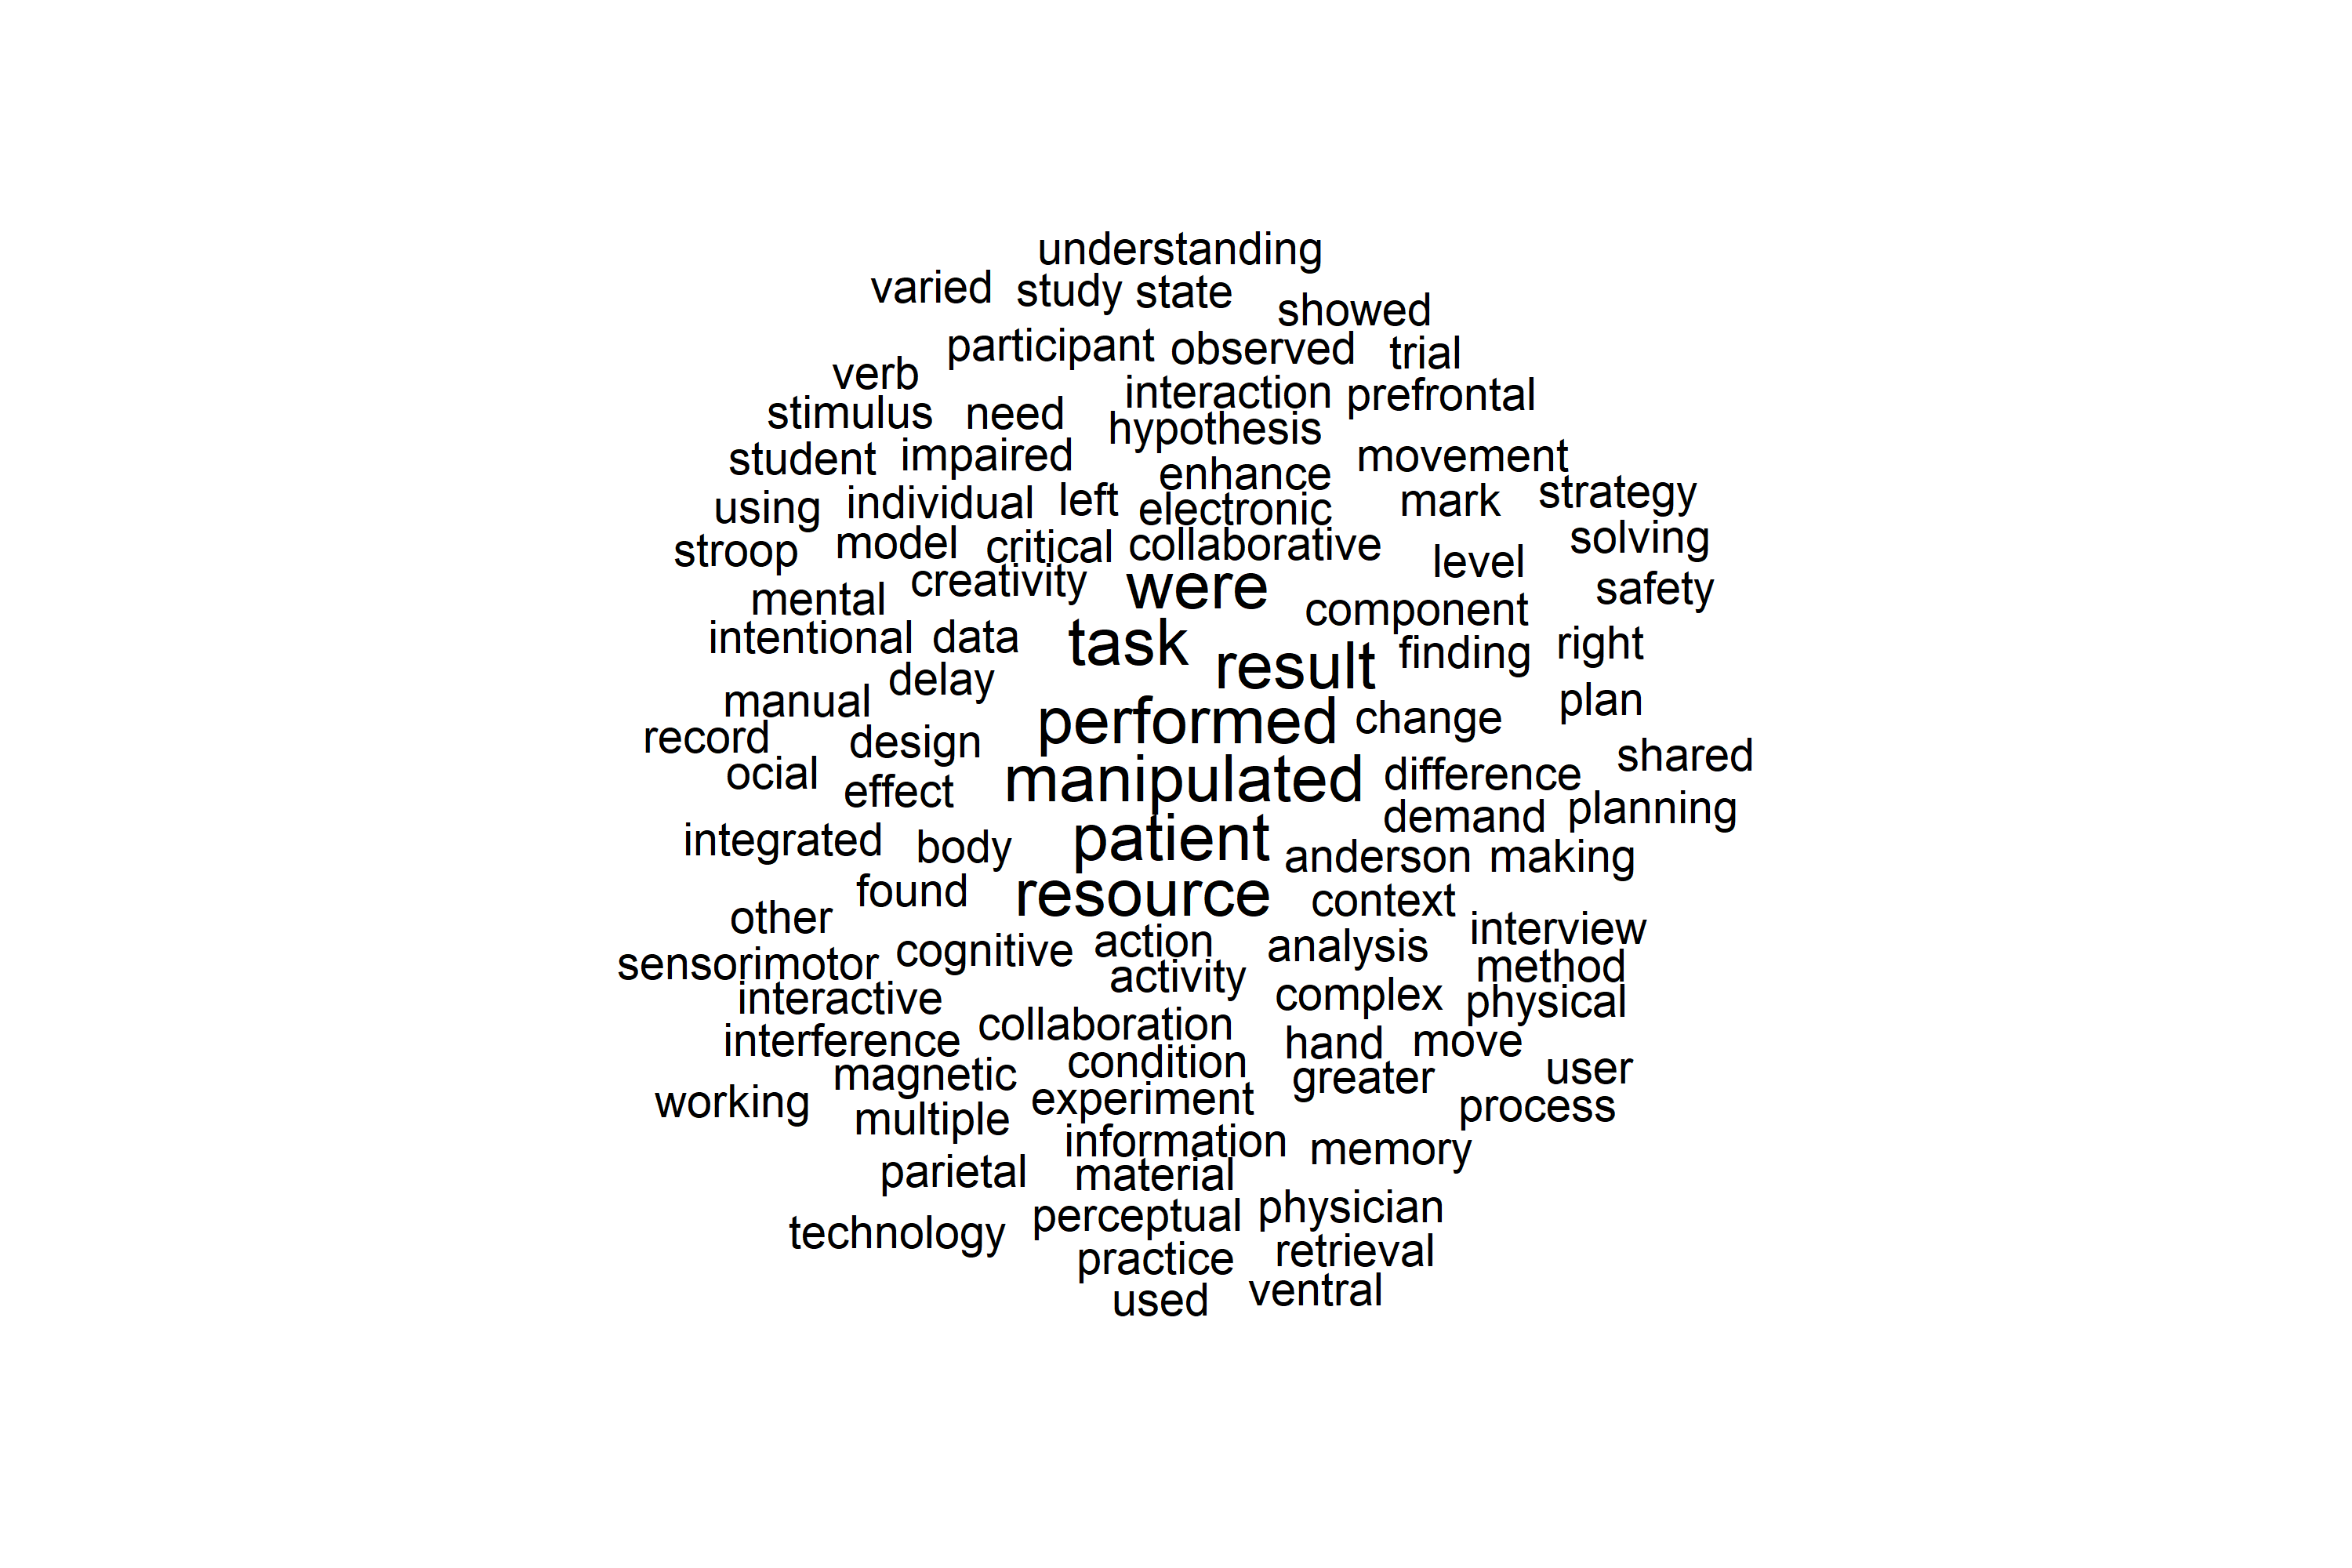 understanding
varied study state
showed
participant observed trial
verb
interaction prefrontal
stimulus need
hypothesis
student impaired movement
enhance
using individual left electronic mark strategy
stroop model critical collaborative solving
level
mental creativity were safety
component
intentional data task finding right
result
manual delay
performed change plan
record design shared
ocial effect manipulated difference
demand planning
integrated body patient anderson making
found resource context
other interview
sensorimotor cognitive action analysis method
interactive activity complex physical
interference collaboration hand move
magnetic condition greater user
working multiple experiment process
information memory
parietal material
technology perceptual physician
practice retrieval
used ventral